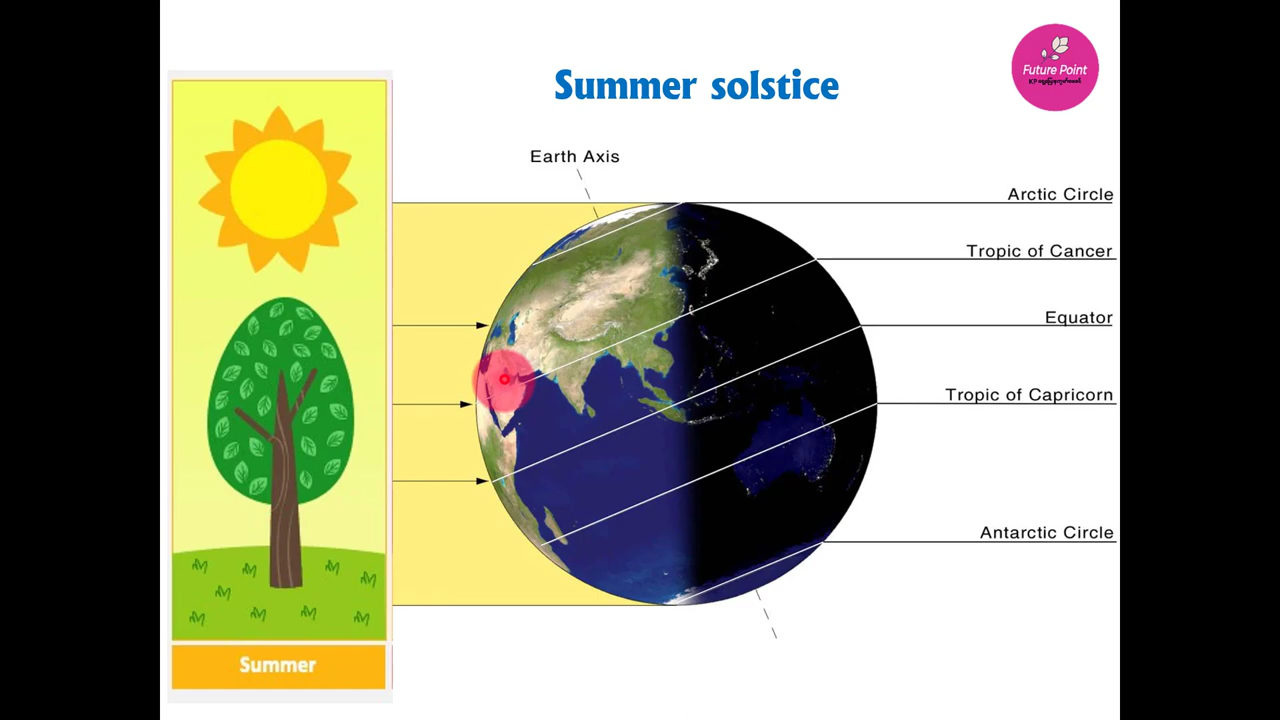 Summer solstice
Future Point
Earth Axis
Arctic Circle
Tropic of Cancer
Equator
Tropic of Capricorn
Antarctic Circle
Summer